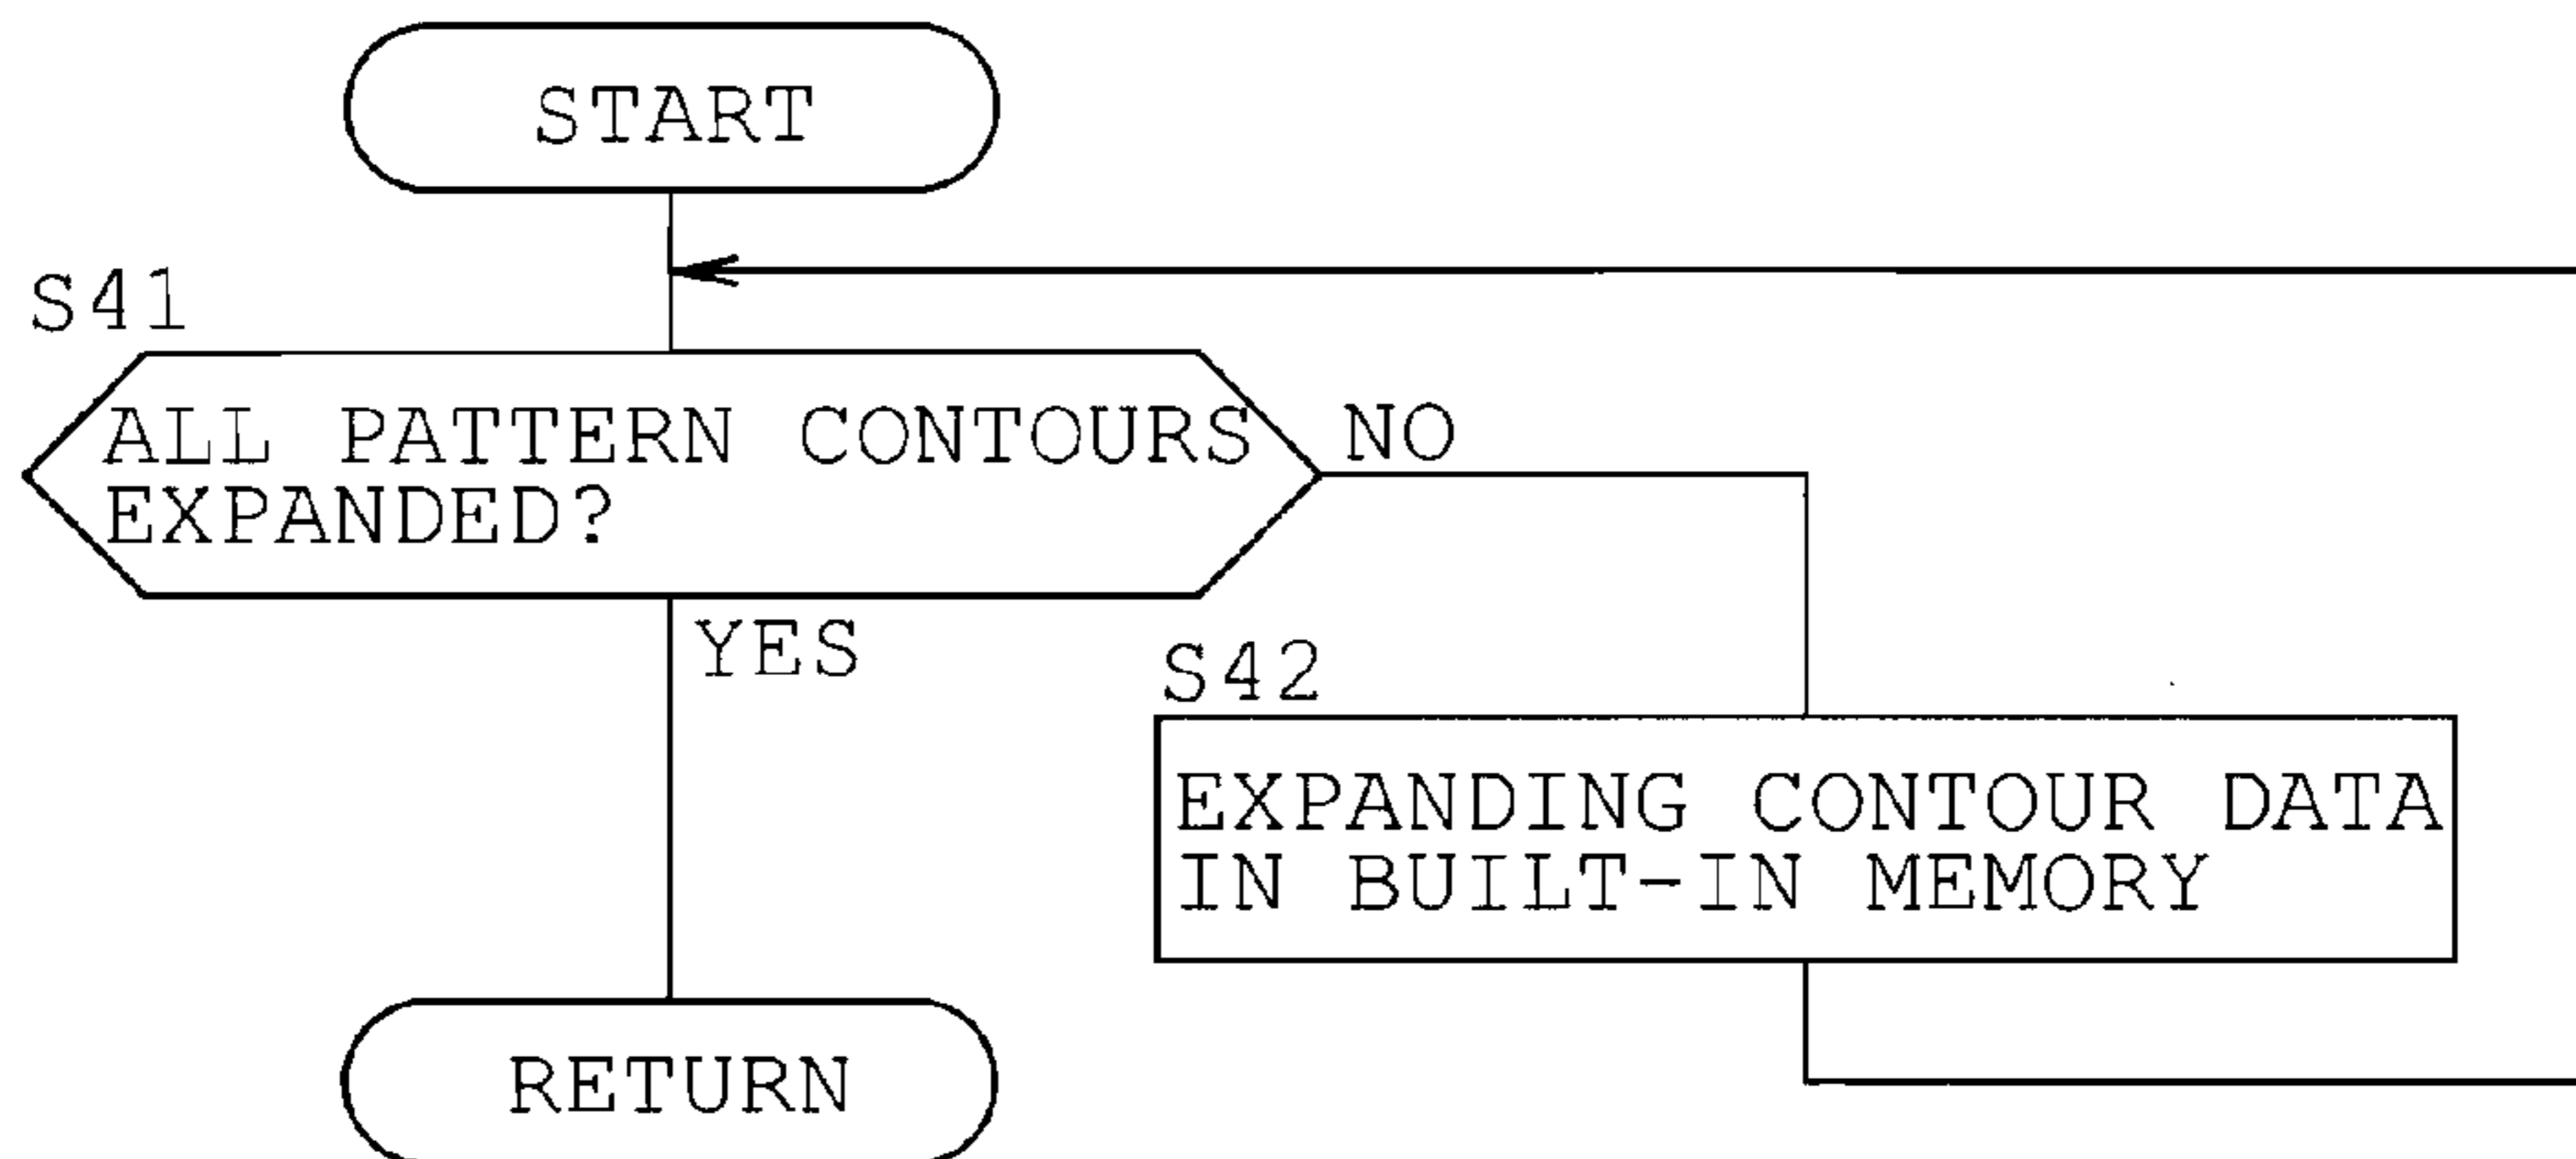 START
S41
ALL PATTERN CONTOURS
EXPANDED?
NO
YES
S42
EXPANDING CONTOUR DATA
IN BUILT-IN MEMORY
RETURN